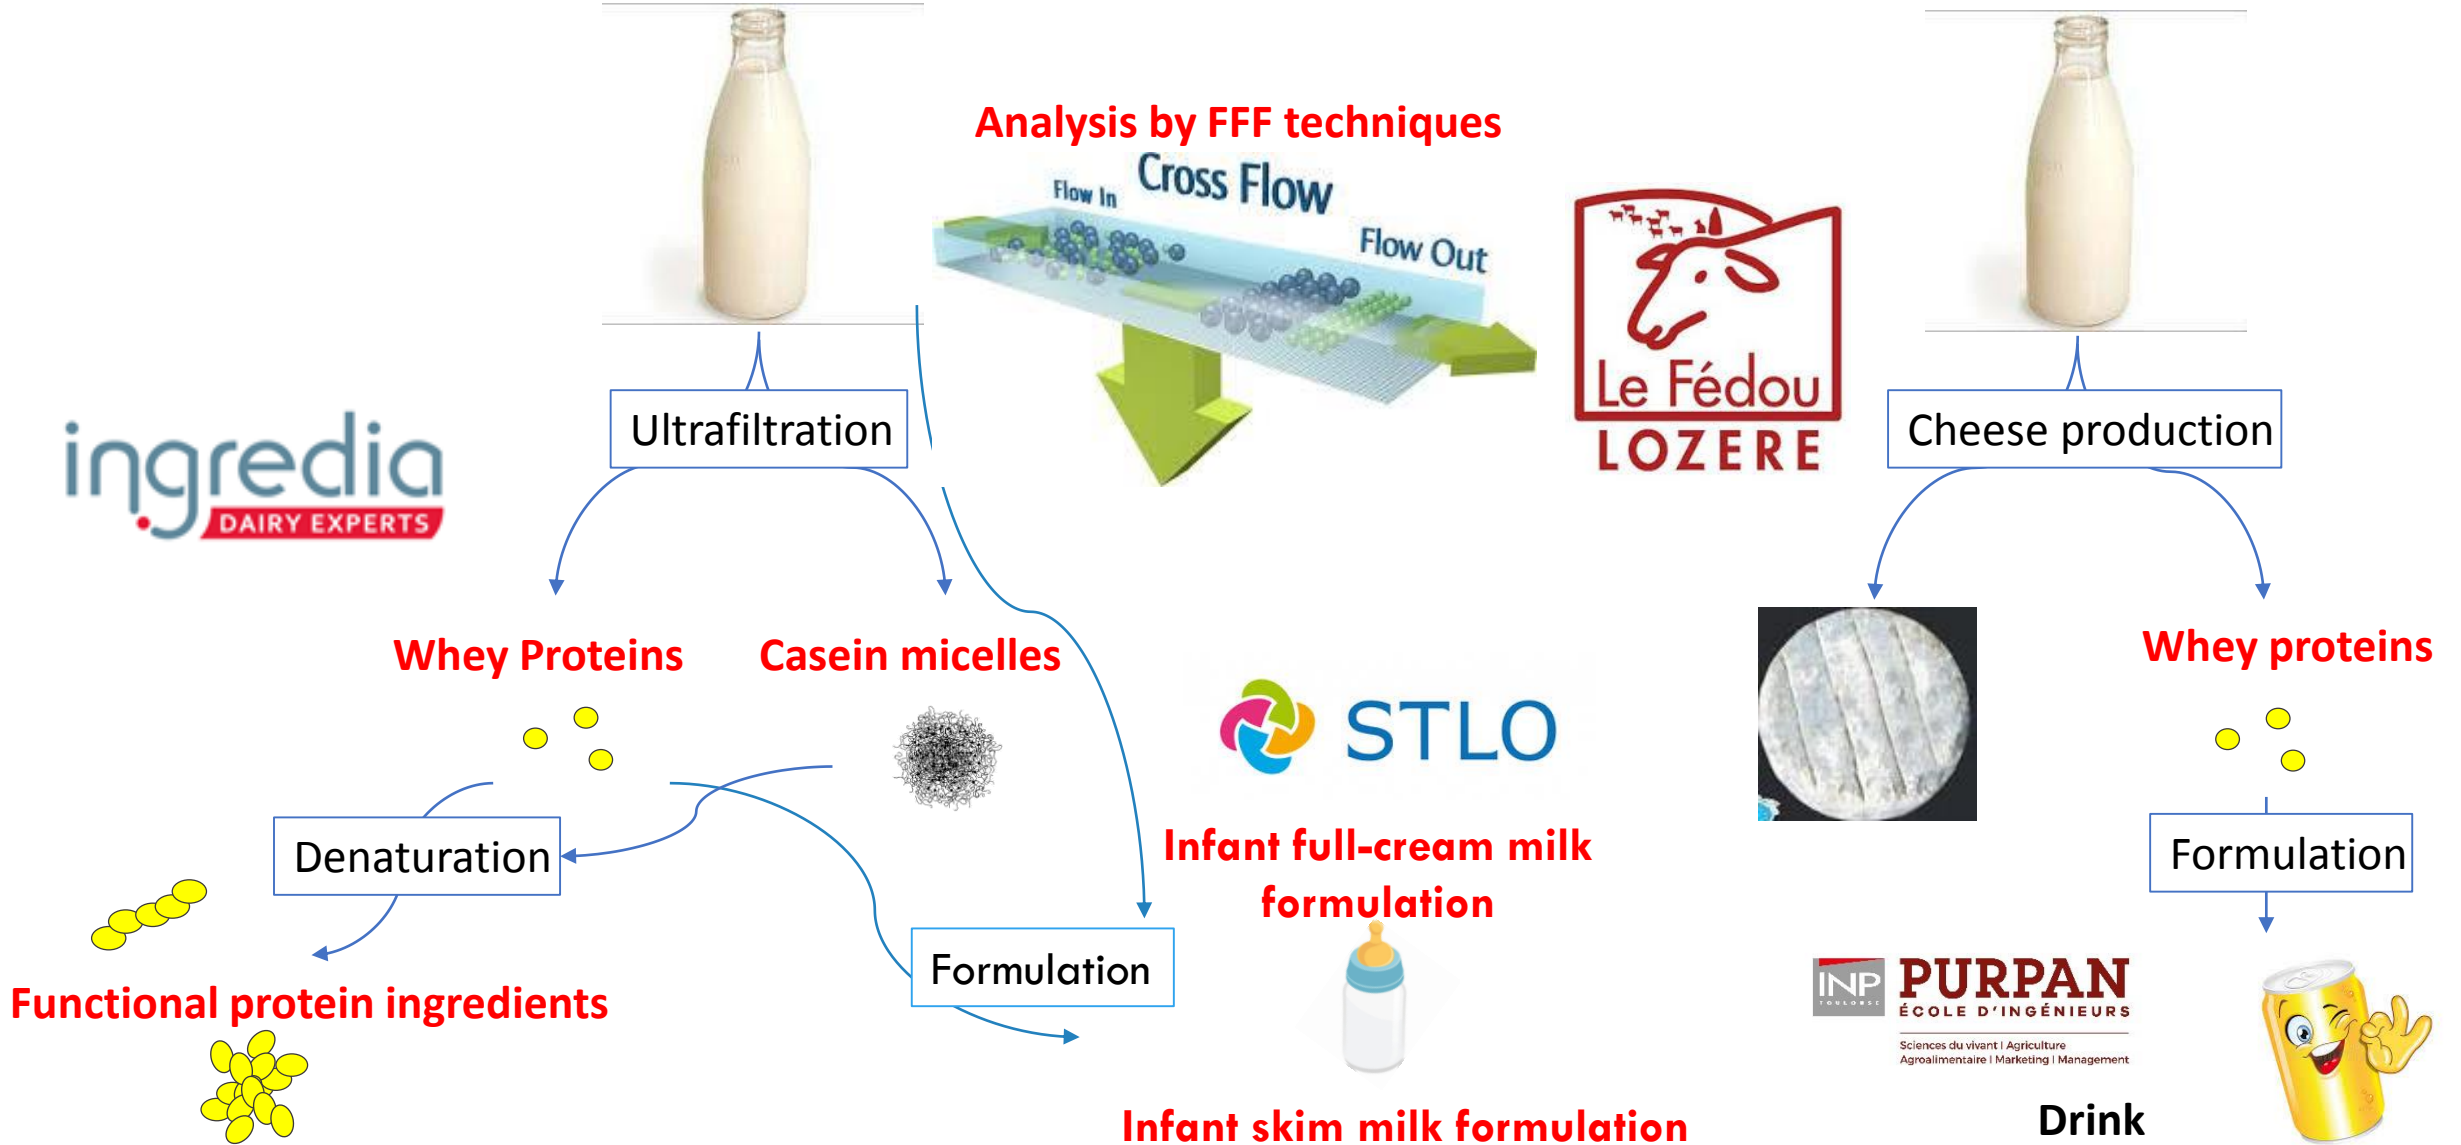 Analysis by FFF techniques
Cross Flow
Flow In
Flow Out
Le Fédou
LOZERE
Ultrafiltration
Cheese production
ingredia
DAIRY EXPERTS
Whey Proteins
Casein micelles
Whey proteins
STLO
Denaturation
Infant full-cream milk
formulation
Formulation
Formulation
Functional protein ingredients
INP
TOULOUSE
PURPAN
ÉCOLE D'INGÉNIEURS
Sciences du vivant I Agriculture
Agroalimentaire I Marketing I Management
Infant skim milk formulation
Drink